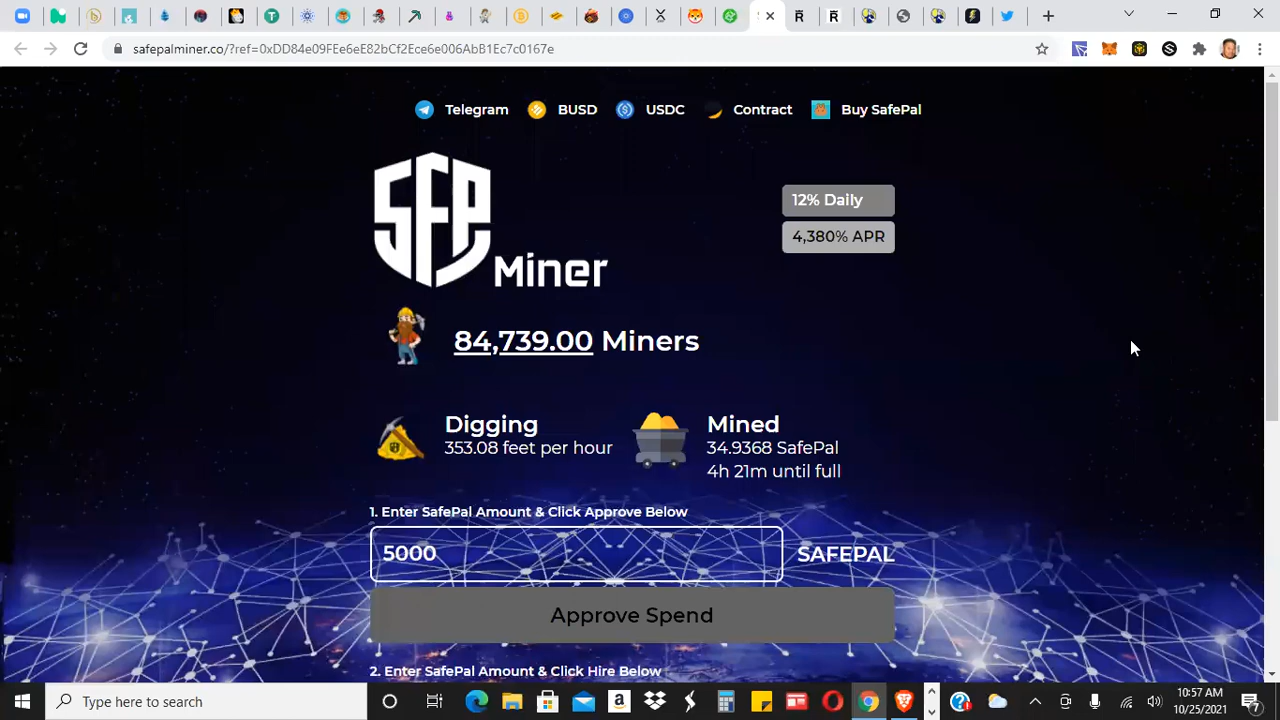 safepalminer.co/?ref=0xDD84e09FEe6eE82bCf2Ece6e006AbB1Ec7c0167e
Telegram BUSD USDC Contract Buy SafePal
SFP Miner
12% Daily
4,380% APR
84,739.00 Miners
Digging
353.08 feet per hour
Mined
34.9368 SafePal
4h 21m until full
1. Enter SafePal Amount & Click Approve Below
5000 SAFEPAL
Approve Spend
2. Enter SafePal Amount & Click Hire Below
Type here to search
10:57 AM
10/25/2021